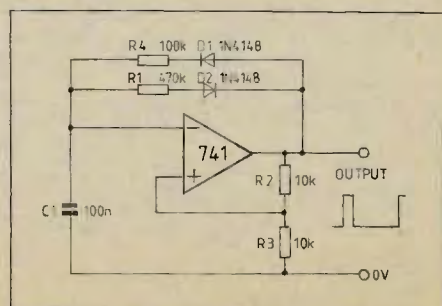 R4 100k D1 1N4148
R1 470k D2 1N4148
−
741
+
OUTPUT
R2 10k
C1 100n
R3 10k
0V